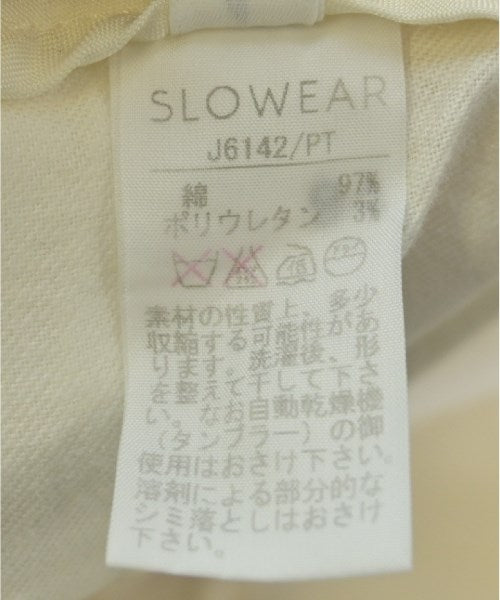 SLOWEAR
J6142/PT
綿 97%
ポリウレタン 3%
素材の性質上、多少
収縮する可能性があ
ります。洗濯後、形
を整えて干して下さ
い。なお自動乾燥機
(タンブラー)の御
使用はおさけ下さい
溶剤による部分的な
シミ落としはおさけ
下さい。